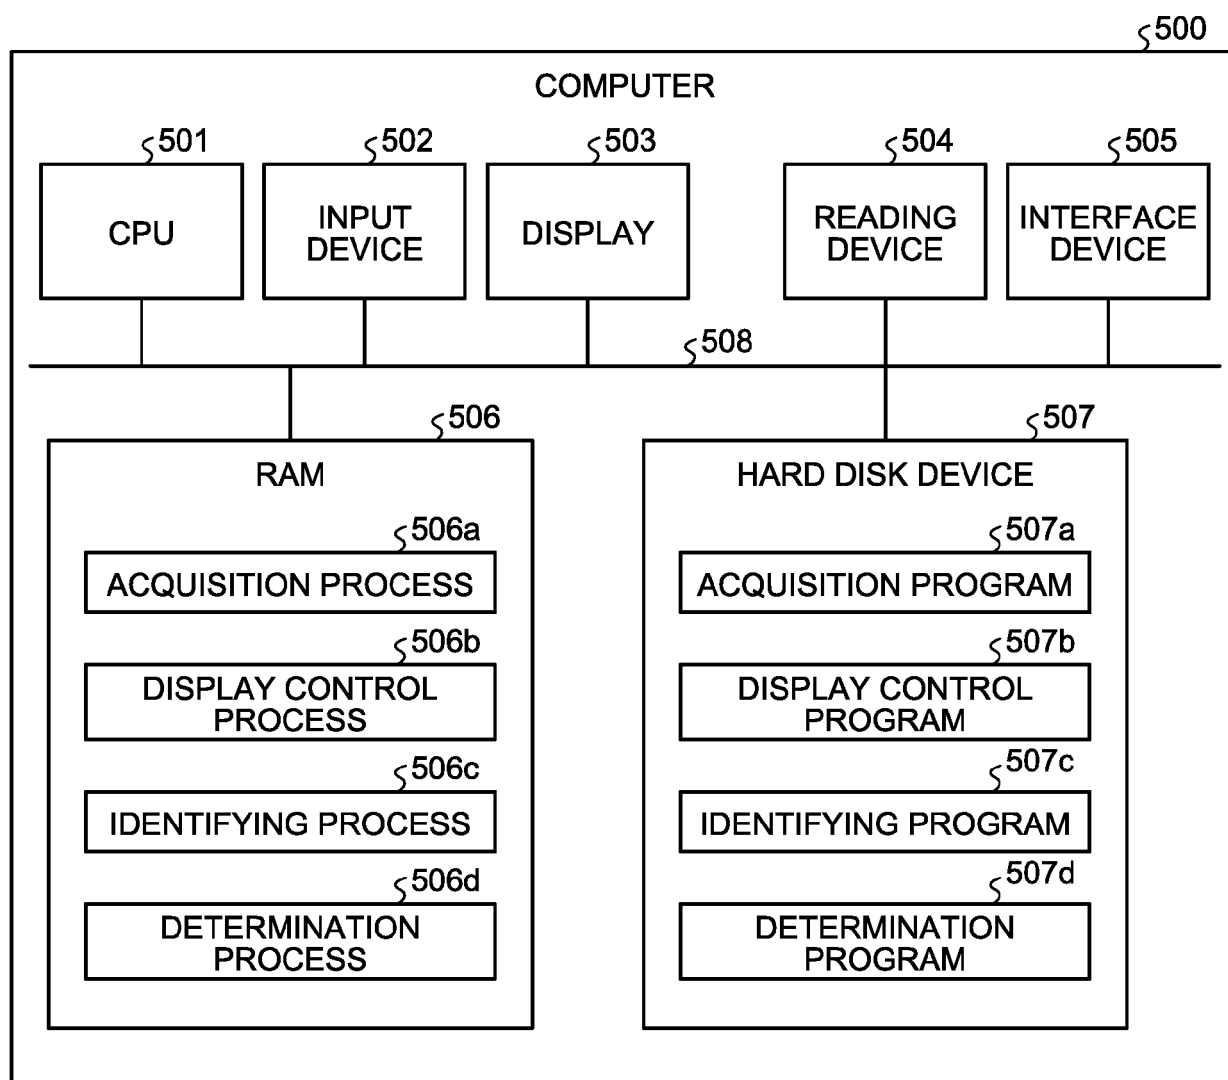 500
COMPUTER
501
502
503
504
505
CPU
INPUT
DEVICE
DISPLAY
READING
DEVICE
INTERFACE
DEVICE
508
506
507
RAM
HARD DISK DEVICE
506a
507a
ACQUISITION PROCESS
ACQUISITION PROGRAM
506b
507b
DISPLAY CONTROL
PROCESS
DISPLAY CONTROL
PROGRAM
506c
507c
IDENTIFYING PROCESS
IDENTIFYING PROGRAM
506d
507d
DETERMINATION
PROCESS
DETERMINATION
PROGRAM